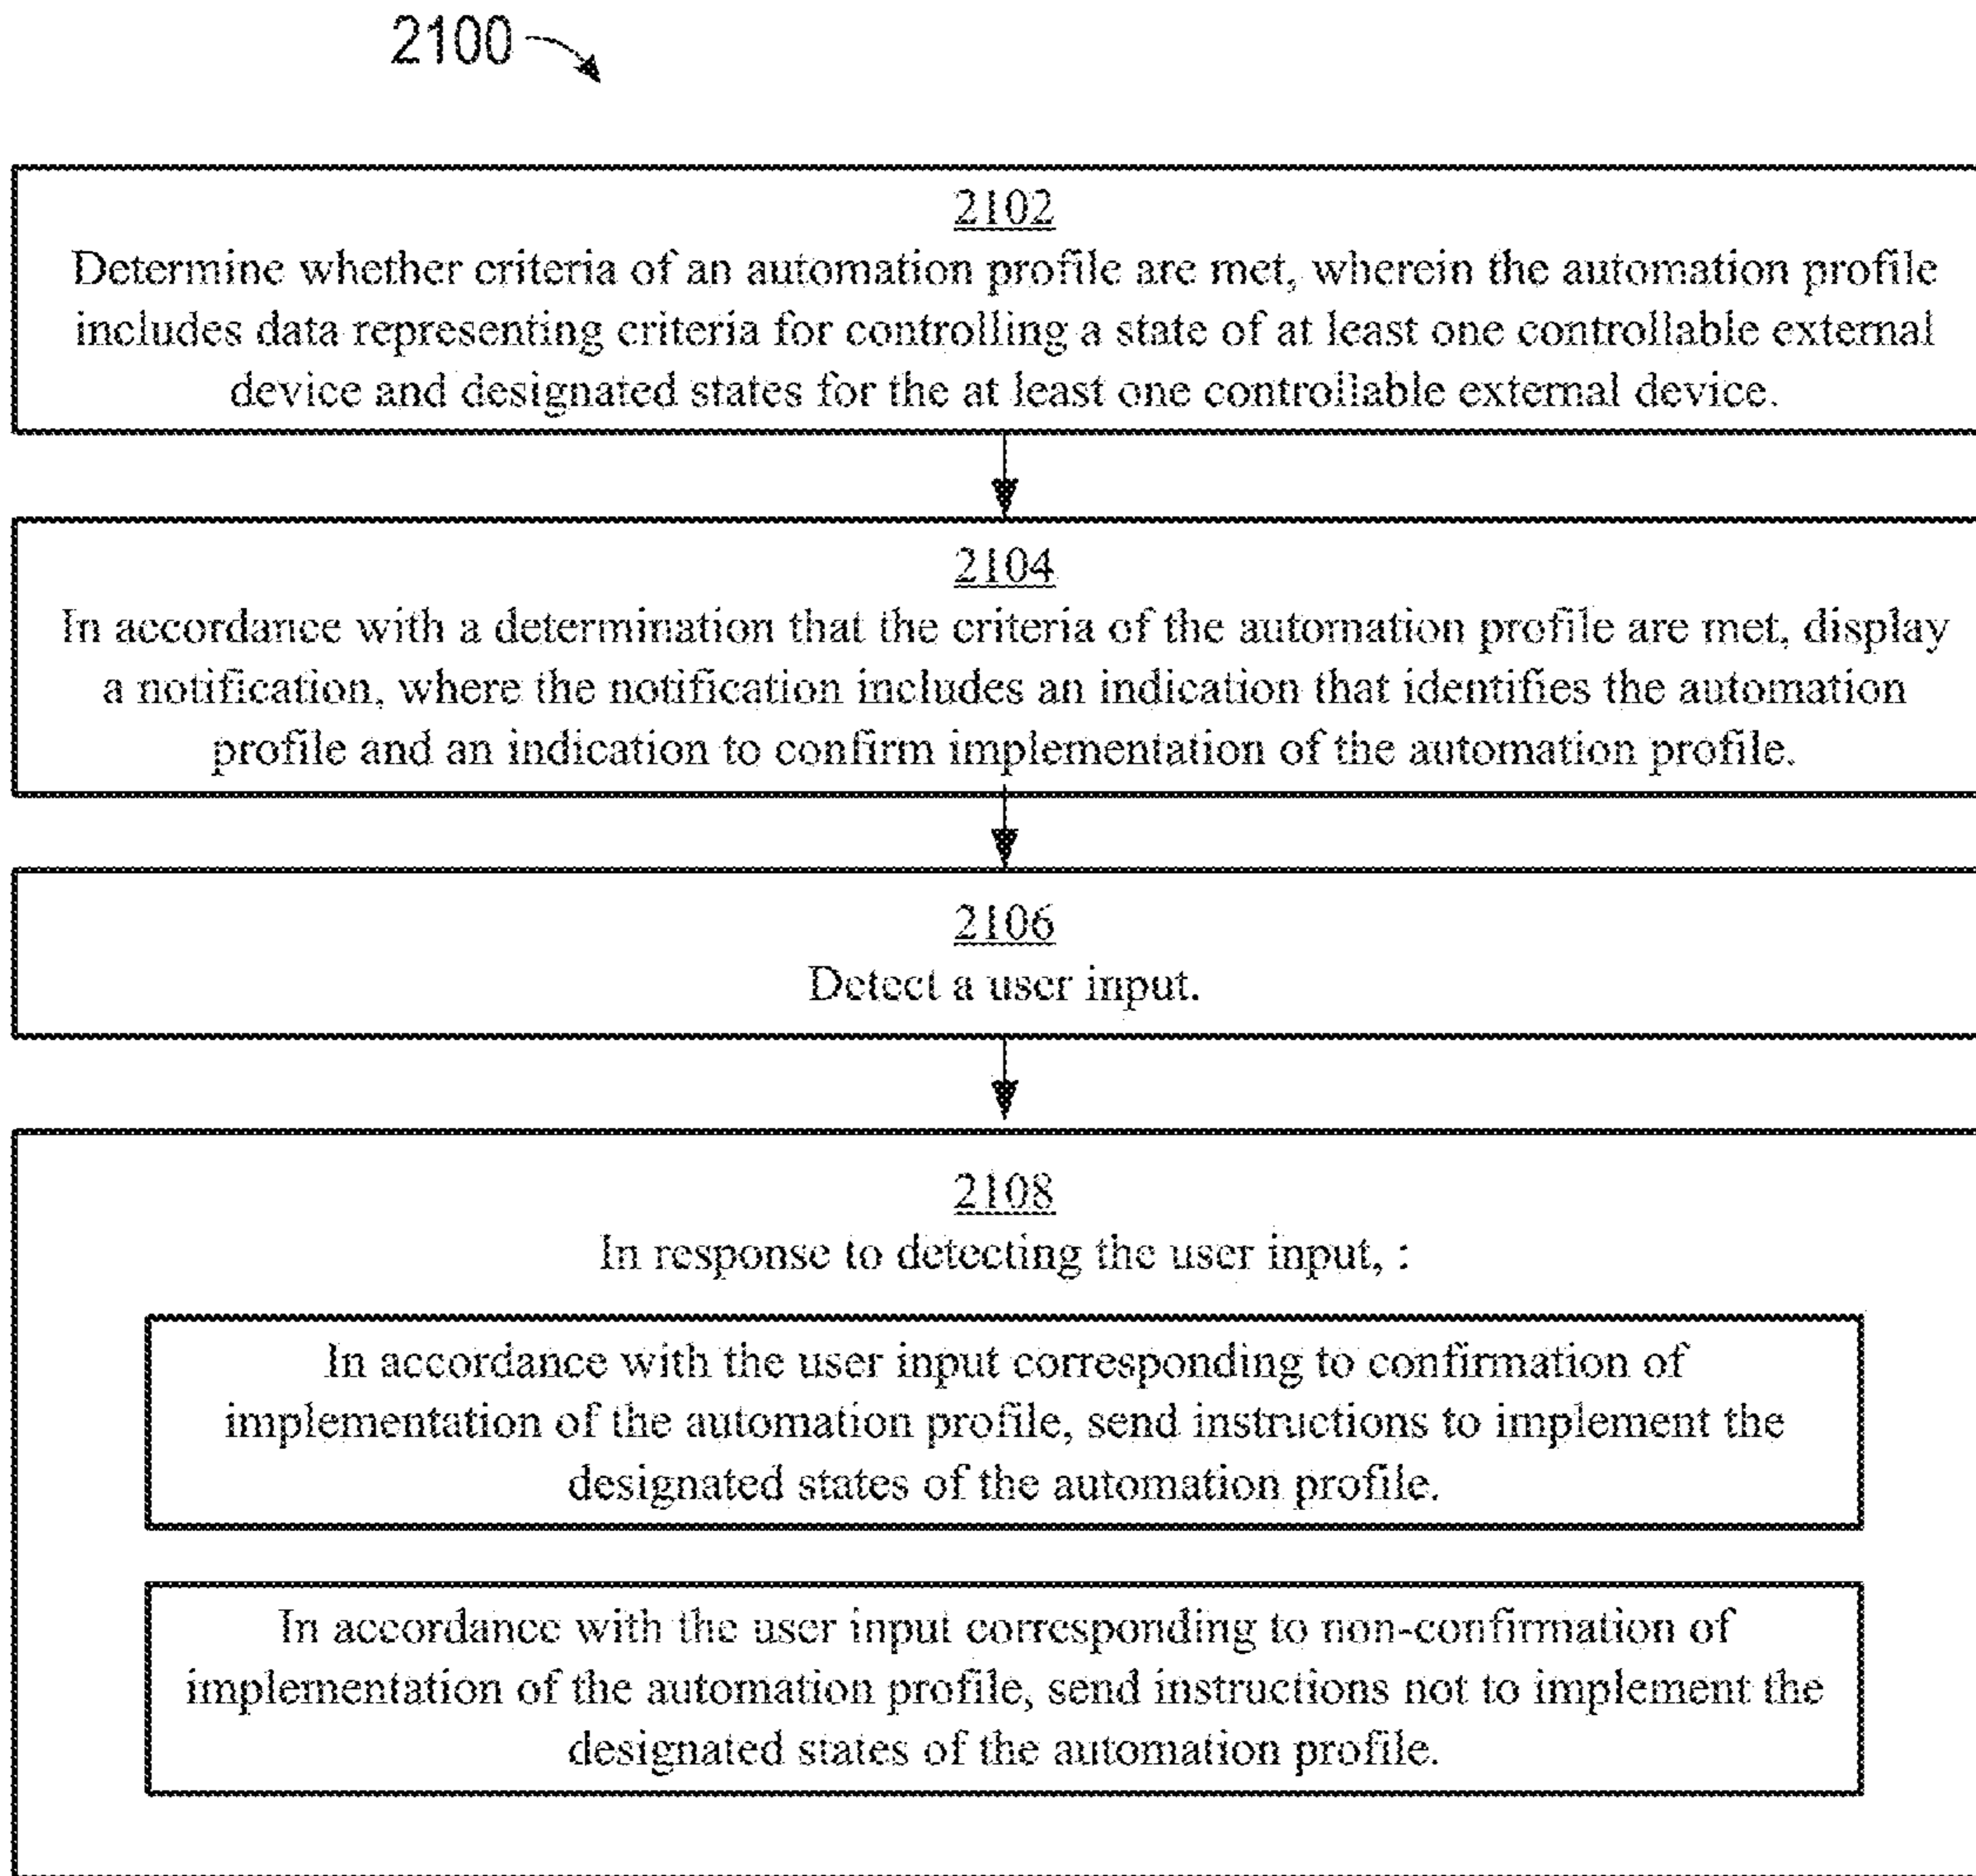 2100
2102
Determine whether criteria of an automation profile are met, wherein the automation profile
includes data representing criteria for controlling a state of at least one controllable external
device and designated states for the at least one controllable external device.
2104
In accordance with a determination that the criteria of the automation profile are met, display
a notification, where the notification includes an indication that identifies the automation
profile and an indication to confirm implementation of the automation profile.
2106
Detect a user input.
2108
In response to detecting the user input, :
In accordance with the user input corresponding to confirmation of
implementation of the automation profile, send instructions to implement the
designated states of the automation profile.
In accordance with the user input corresponding to non-confirmation of
implementation of the automation profile, send instructions not to implement the
designated states of the automation profile.